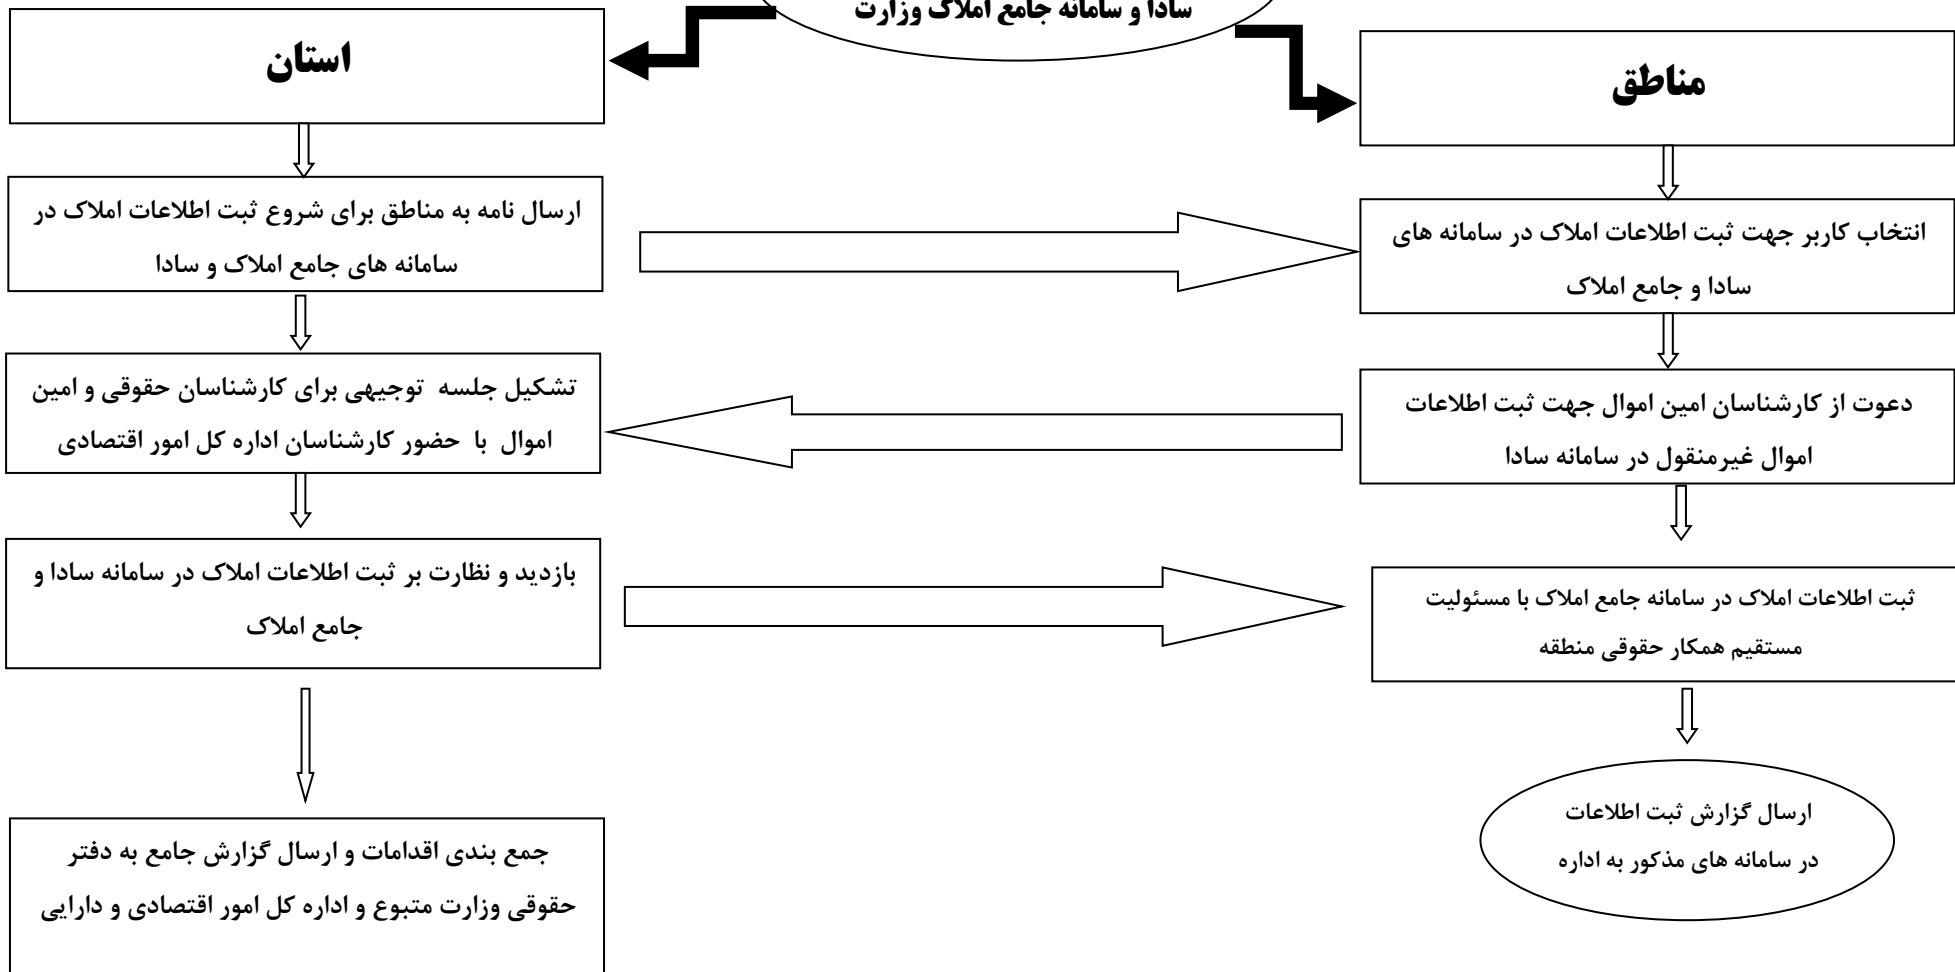 سادا و سامانه جامع املاک وزارت
مناطق
انتخاب کاربر جهت ثبت اطلاعات املاک در سامانه های
سادا و جامع املاک
دعوت از کارشناسان امین اموال جهت ثبت اطلاعات
اموال غیرمنقول در سامانه سادا
ثبت اطلاعات املاک در سامانه جامع املاک با مسئولیت
مستقیم همکار حقوقی منطقه
ارسال گزارش ثبت اطلاعات
در سامانه های مذکور به اداره
استان
ارسال نامه به مناطق برای شروع ثبت اطلاعات املاک در
سامانه های جامع املاک و سادا
تشکیل جلسه توجیهی برای کارشناسان حقوقی و امین
اموال با حضور کارشناسان اداره کل امور اقتصادی
بازدید و نظارت بر ثبت اطلاعات املاک در سامانه سادا و
جامع املاک
جمع بندی اقدامات و ارسال گزارش جامع به دفتر
حقوقی وزارت متبوع و اداره کل امور اقتصادی و دارایی